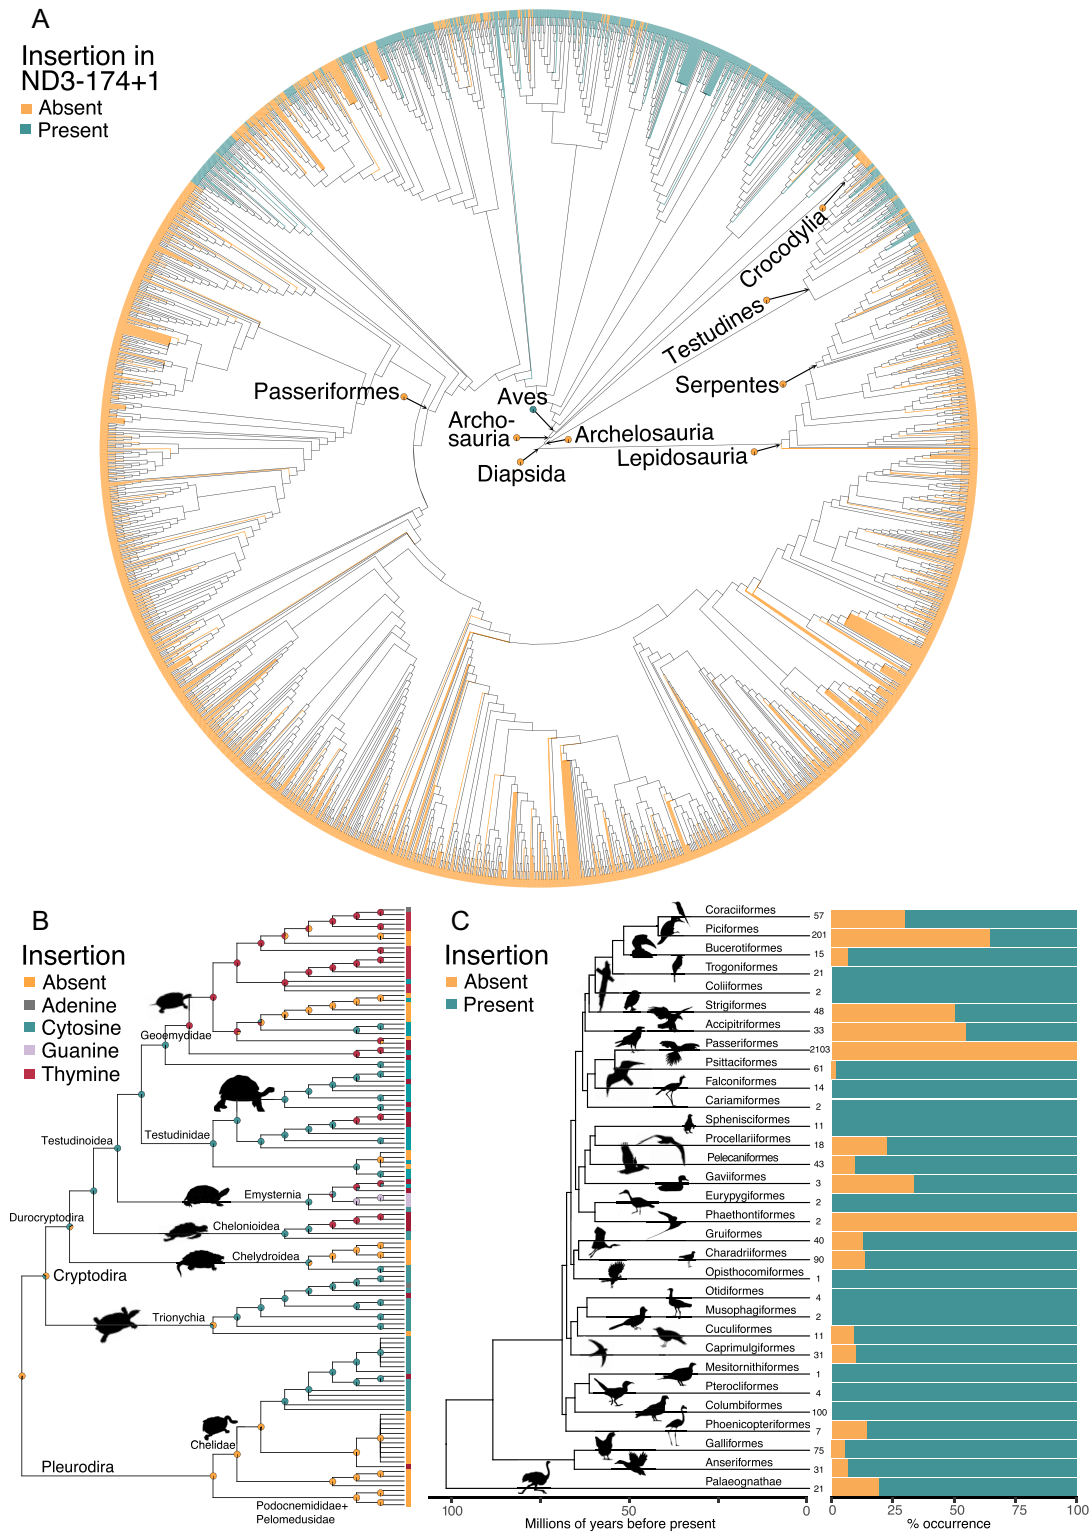 A
Insertion in
ND3-174+1
Absent
Present
Crocodylia
Testudines
Serpentes
Passeriformes
Aves
Archo-
sauria
Archelosauria
Lepidosauria
Diapsida
B
Insertion
Absent
Adenine
Cytosine
Guanine
Thymine
Geoemydidae
Testudinoidea
Testudinidae
Emysternia
Durocryptodira
Chelonioidea
Chelydroidea
Cryptodira
Trionychia
Chelidae
Pleurodira
Podocnemididae+
Pelomedusidae
C
Insertion
Absent
Present
Coraciiformes 57
Piciformes 201
Bucerotiformes 15
Trogoniformes 21
Coliiformes 2
Strigiformes 48
Accipitriformes 33
Passeriformes 2103
Psittaciformes 61
Falconiformes 14
Cariamiformes 2
Sphenisciformes 11
Procellariiformes 18
Pelecaniformes 43
Gaviiformes 3
Eurypygiformes 2
Phaethontiformes 2
Gruiformes 40
Charadriiformes 90
Opisthocomiformes 1
Otidiformes 4
Musophagiformes 2
Cuculiformes 11
Caprimulgiformes 31
Mesitornithiformes 1
Pterocliformes 4
Columbiformes 100
Phoenicopteriformes 7
Galliformes 75
Anseriformes 31
Palaeognathae 21
100 50 0
Millions of years before present
0 25 50 75 100
% occurrence